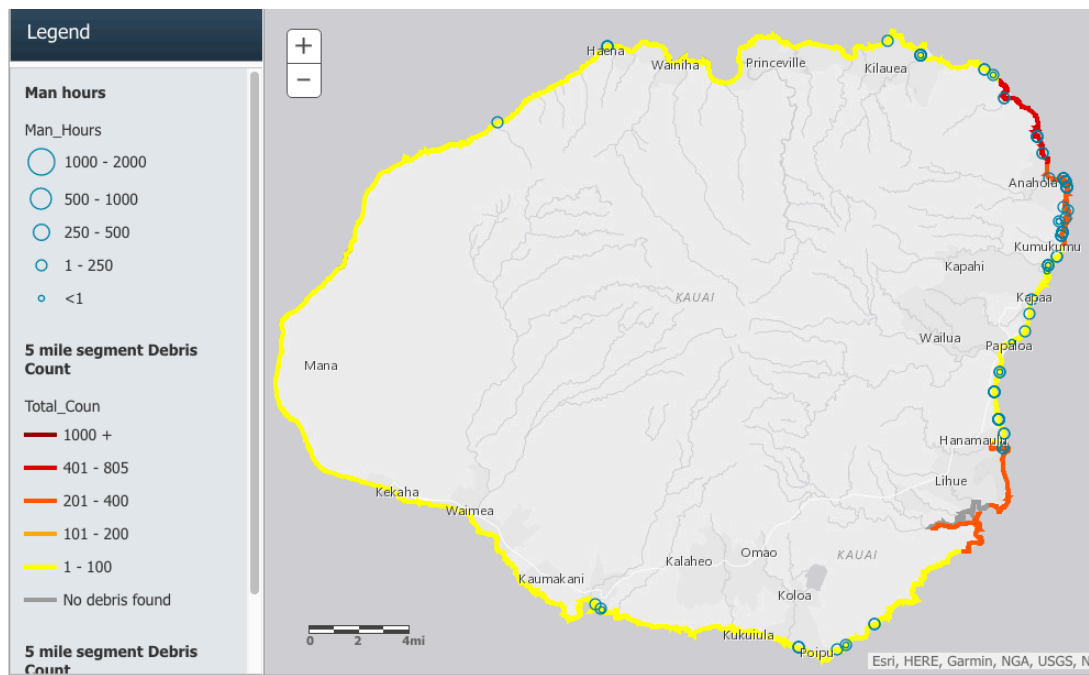 Legend
Man hours
Man_Hours
1000 - 2000
500 - 1000
250 - 500
1 - 250
<1
5 mile segment Debris
Count
Total_Coun
1000 +
401 - 805
201 - 400
101 - 200
1 - 100
No debris found
5 mile segment Debris
Count
+
−
Haena
Wainiha
Princeville
Kilauea
Anahola
Kumukumu
Kapahi
KAUAI
Kapaa
Wailua
Papaloa
Mana
Hanamaulu
Lihue
Kekaha
Waimea
Omao
KAUAI
Kalaheo
Kaumakani
Koloa
Kukuiula
Poipu
0 2 4mi
Esri, HERE, Garmin, NGA, USGS, N